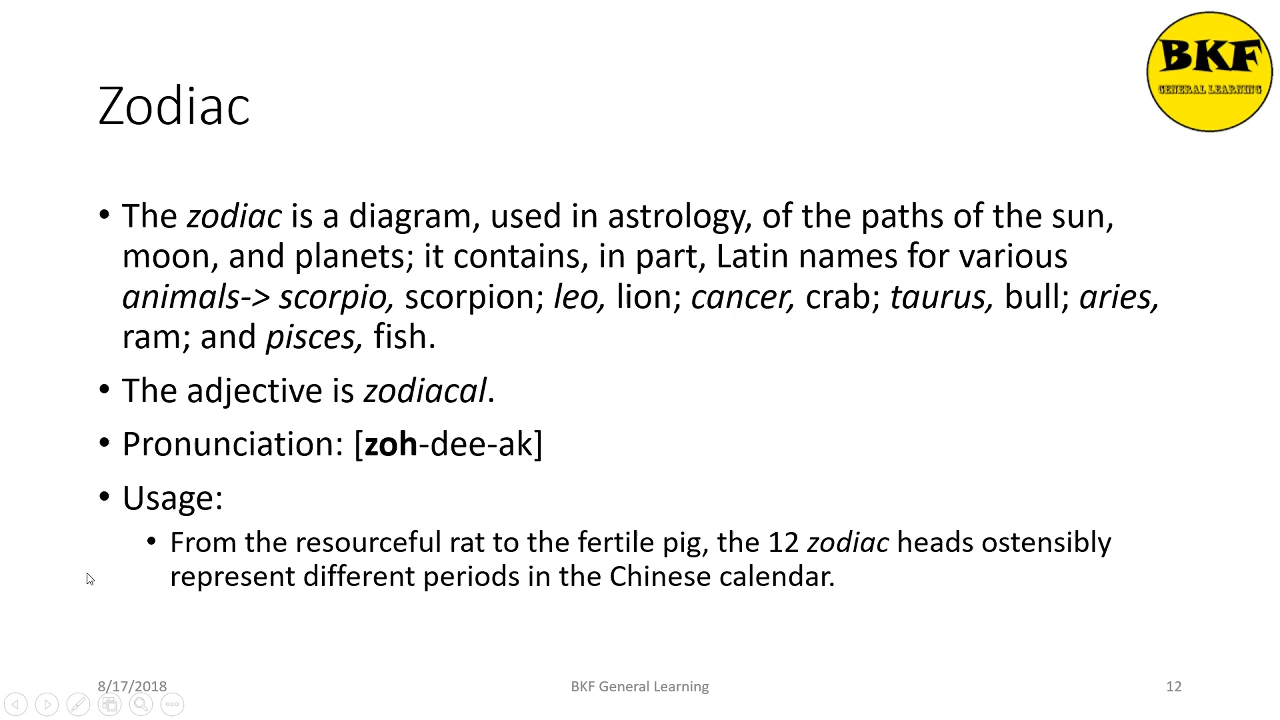 BKF
GENERAL LEARNING
Zodiac
• The zodiac is a diagram, used in astrology, of the paths of the sun,
moon, and planets; it contains, in part, Latin names for various
animals-> scorpio, scorpion; leo, lion; cancer, crab; taurus, bull; aries,
ram; and pisces, fish.
• The adjective is zodiacal.
• Pronunciation: [zoh-dee-ak]
• Usage:
• From the resourceful rat to the fertile pig, the 12 zodiac heads ostensibly
represent different periods in the Chinese calendar.
8/17/2018
BKF General Learning
12